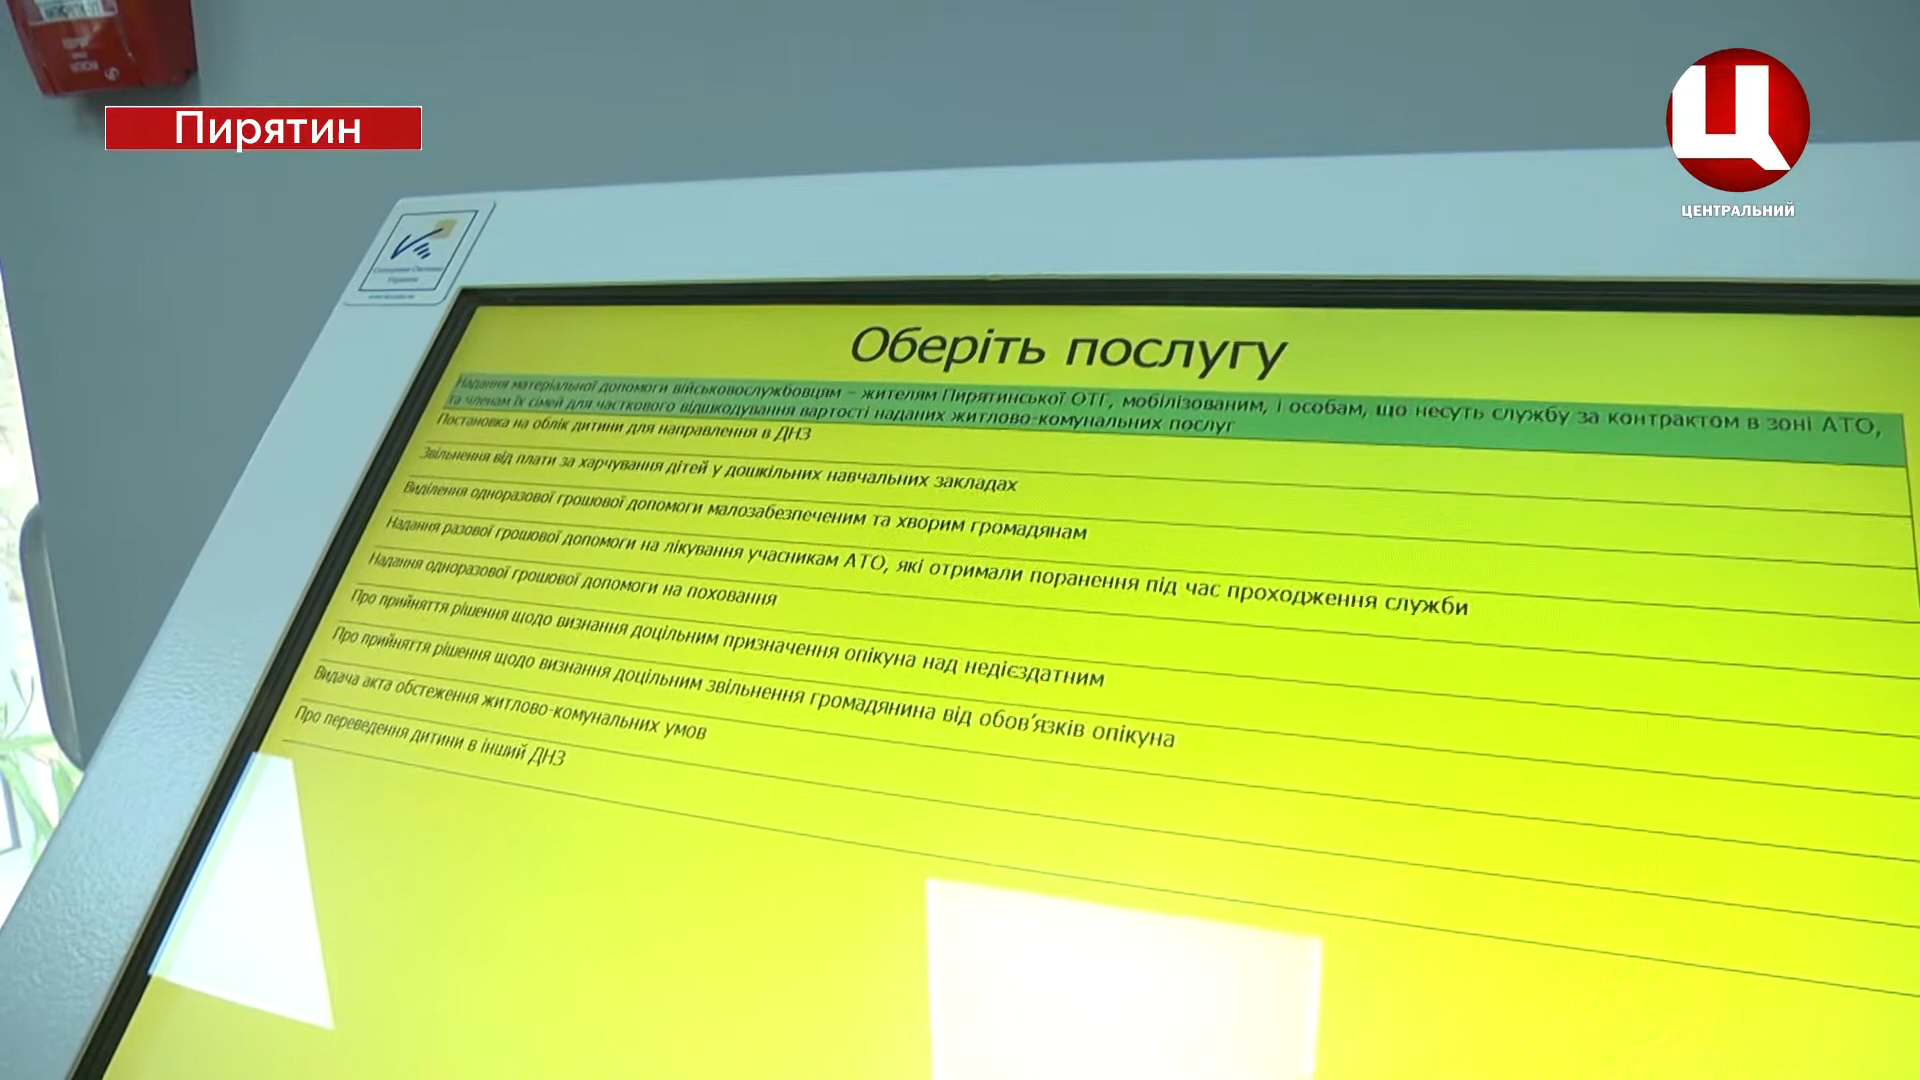 Пирятин
ЦЕНТРАЛЬНИЙ
Оберіть послугу
Надання матеріальної допомоги військовослужбовцям – жителям Пирятинської ОТГ, мобілізованим, і особам, що несуть службу за контрактом в зоні АТО,
та членам їх сімей для часткового відшкодування вартості наданих житлово-комунальних послуг
Постановка на облік дитини для направлення в ДНЗ
Звільнення від плати за харчування дітей у дошкільних навчальних закладах
Виділення одноразової грошової допомоги малозабезпеченим та хворим громадянам
Надання разової грошової допомоги на лікування учасникам АТО, які отримали поранення під час проходження служби
Надання одноразової грошової допомоги на поховання
Про прийняття рішення щодо визнання доцільним призначення опікуна над недієздатним
Про прийняття рішення щодо визнання доцільним звільнення громадянина від обов'язків опікуна
Видача акта обстеження житлово-комунальних умов
Про переведення дитини в інший ДНЗ